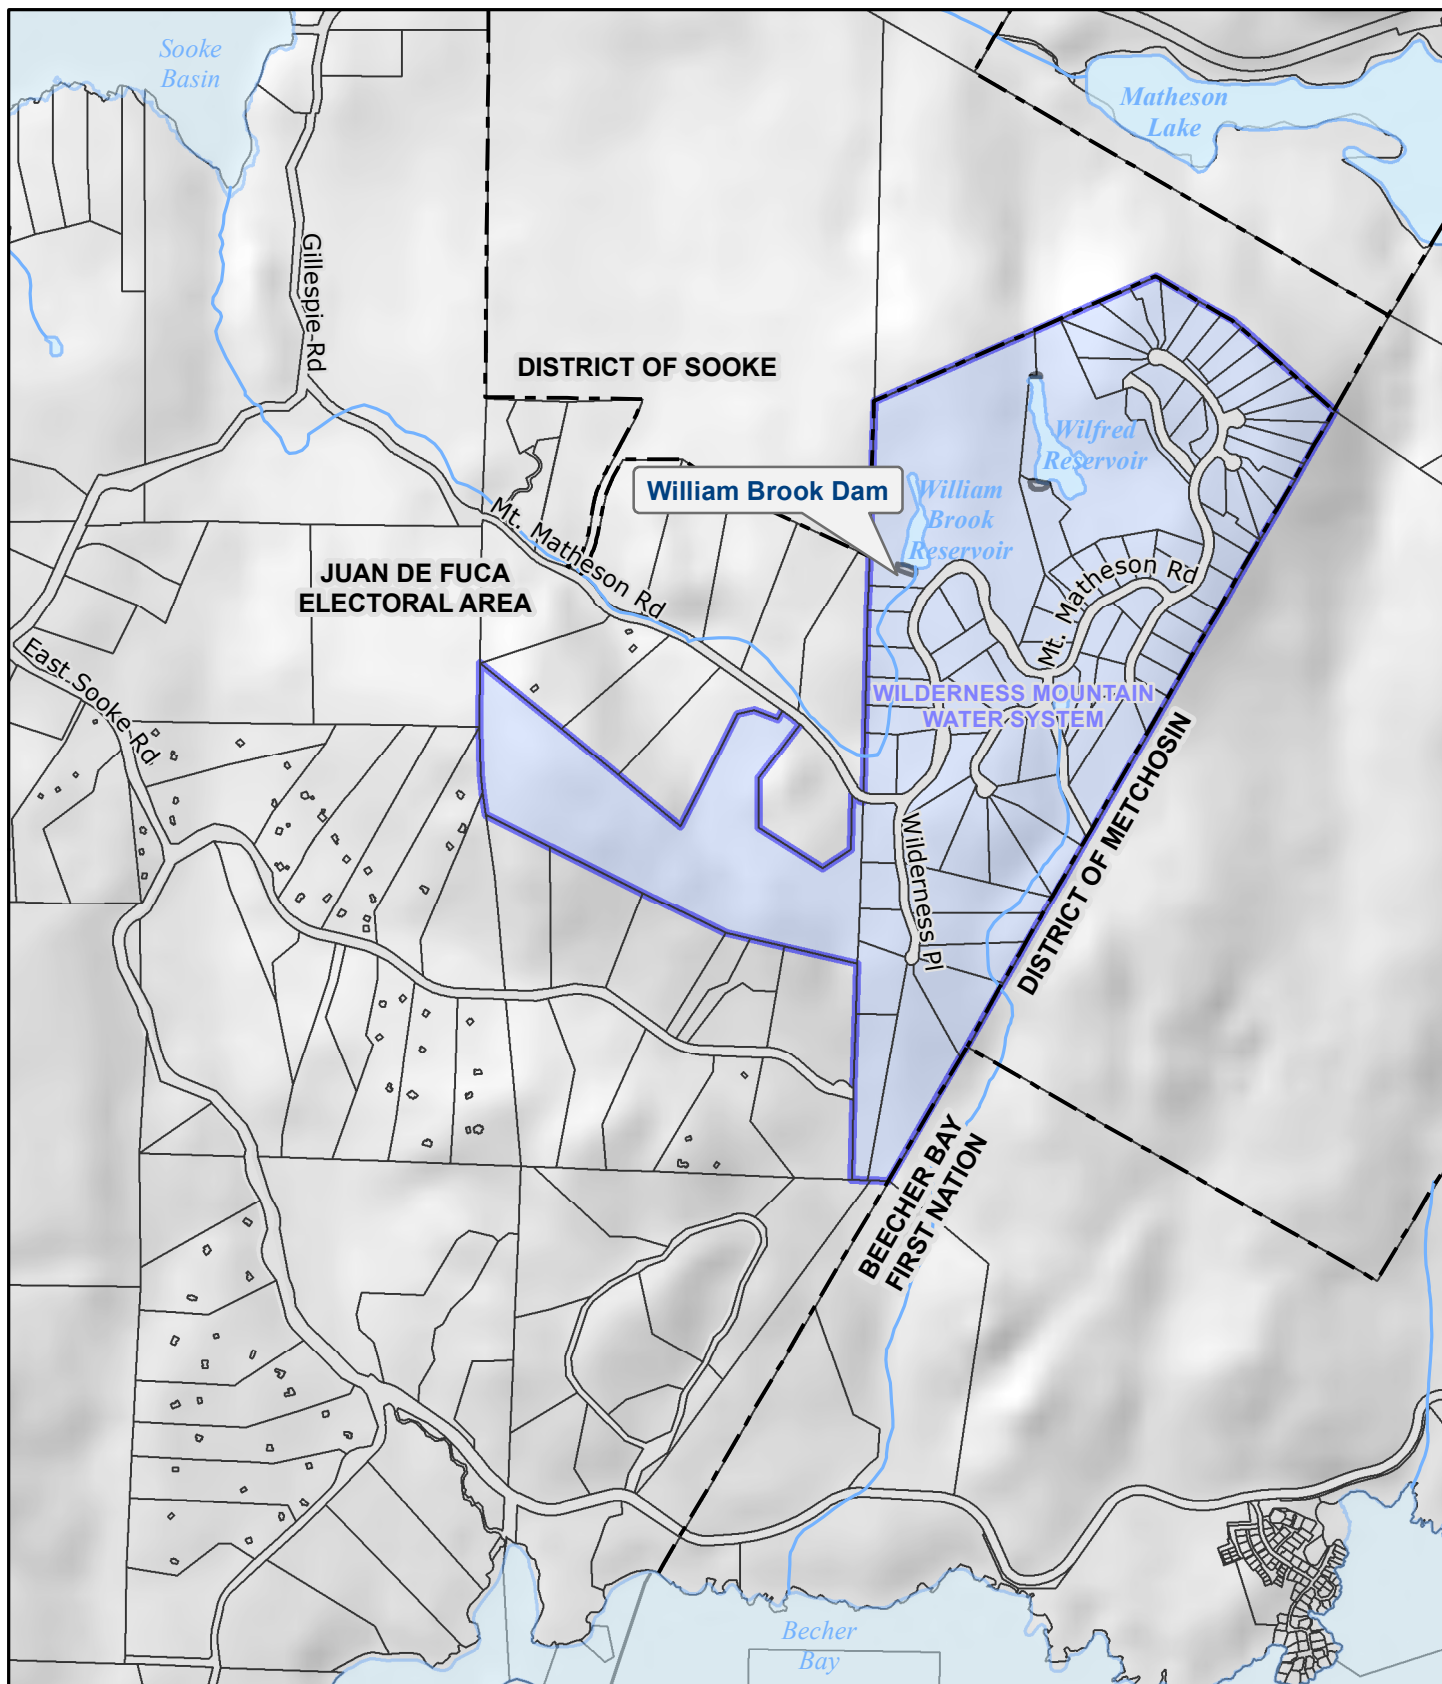 Sooke
Basin
Matheson
Lake
Gillespie Rd
DISTRICT OF SOOKE
Wilfred
Reservoir
William Brook Dam
William
Brook
Reservoir
Mt. Matheson Rd
Mt. Matheson Rd
JUAN DE FUCA
ELECTORAL AREA
East Sooke Rd
WILDERNESS MOUNTAIN
WATER SYSTEM
DISTRICT OF METCHOSIN
Wilderness Pl
BEECHER BAY
FIRST NATION
Becher
Bay